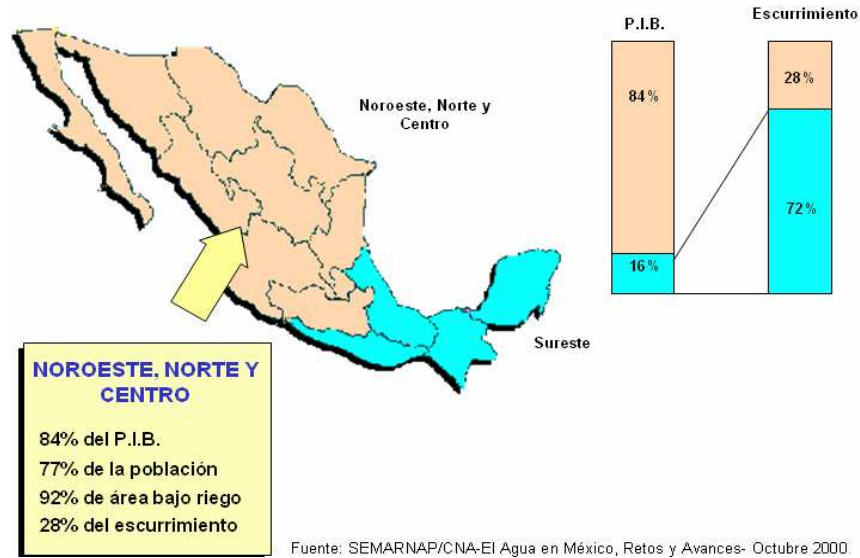 P.I.B.
Escurrimiento
84%
28%
72%
16%
Noroeste, Norte y
Centro
Sureste
NOROESTE, NORTE Y
CENTRO
84% del P.I.B.
77% de la población
92% de área bajo riego
28% del escurrimiento
Fuente: SEMARNAP/CNA-El Agua en México, Retos y Avances- Octubre 2000